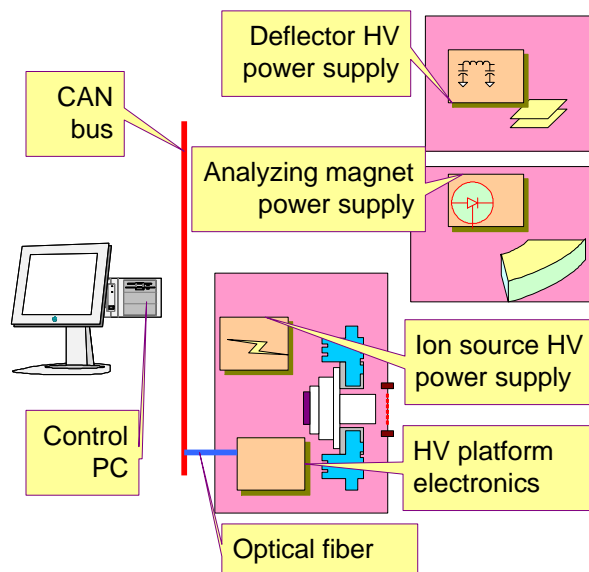 Deflector HV
power supply
CAN
bus
Analyzing magnet
power supply
Ion source HV
power supply
Control
PC
HV platform
electronics
Optical fiber